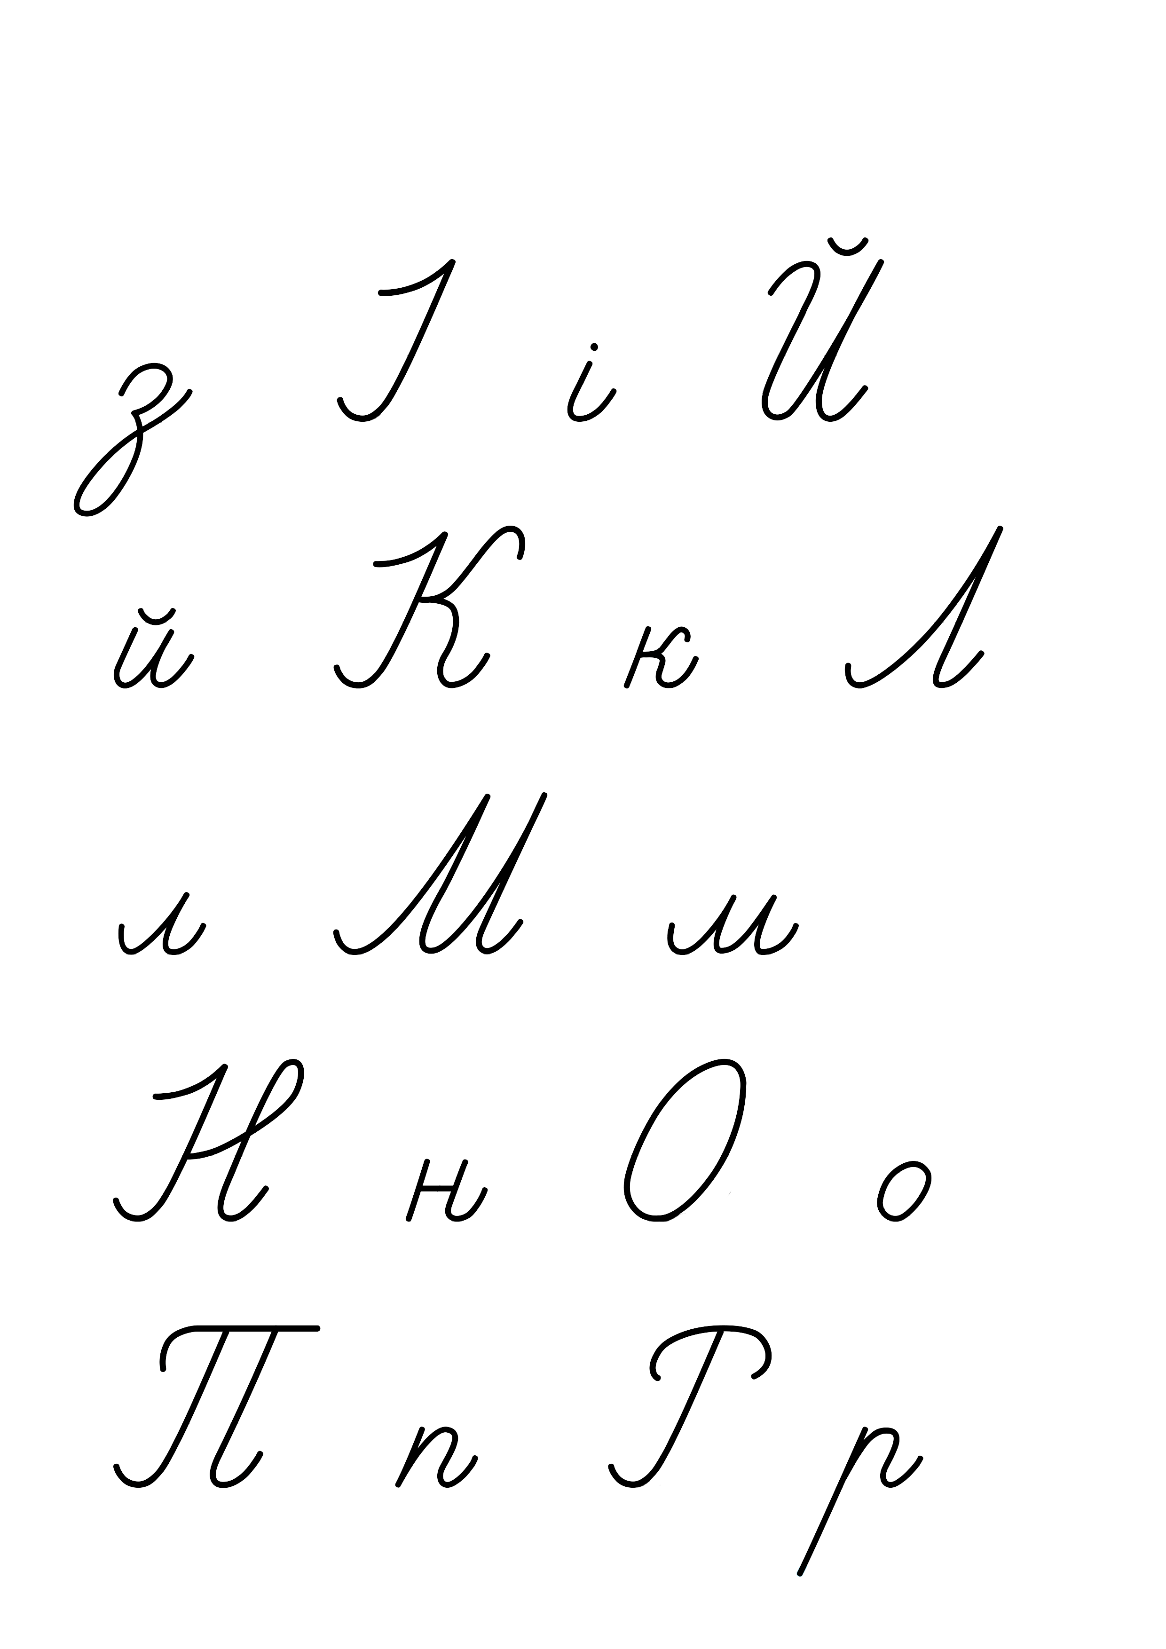 з І і Й
й К к Л
л М м
Н н О о
П п Р р